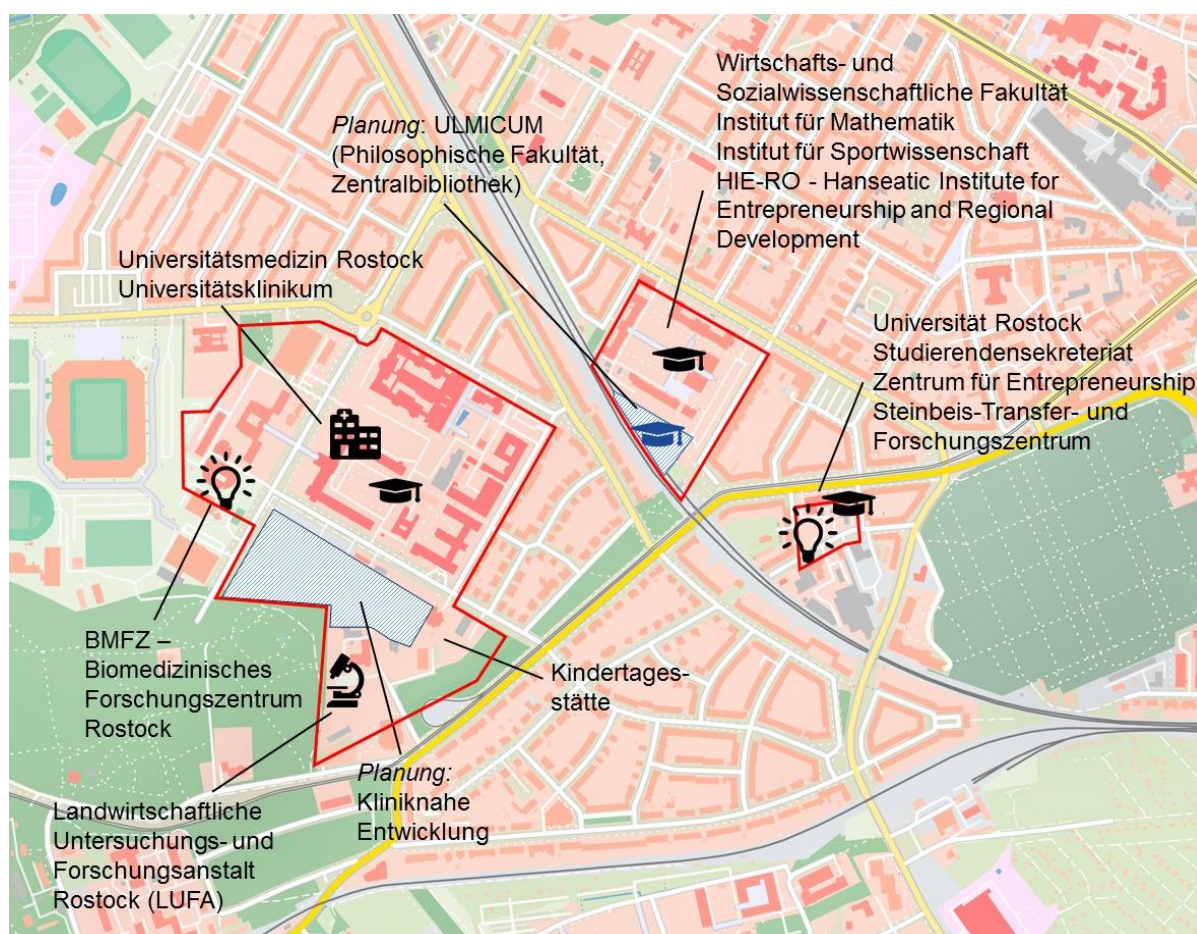 Wirtschafts- und
Sozialwissenschaftliche Fakultät
Institut für Mathematik
Institut für Sportwissenschaft
HIE-RO - Hanseatic Institute for
Entrepreneurship and Regional
Development
Planung: ULMICUM
(Philosophische Fakultät,
Zentralbibliothek)
Universitätsmedizin Rostock
Universitätsklinikum
Universität Rostock
Studierendensekreteriat
Zentrum für Entrepreneurship
Steinbeis-Transfer- und
Forschungszentrum
BMFZ –
Biomedizinisches
Forschungszentrum
Rostock
Kindertages-
stätte
Planung:
Kliniknahe
Entwicklung
Landwirtschaftliche
Untersuchungs- und
Forschungsanstalt
Rostock (LUFA)